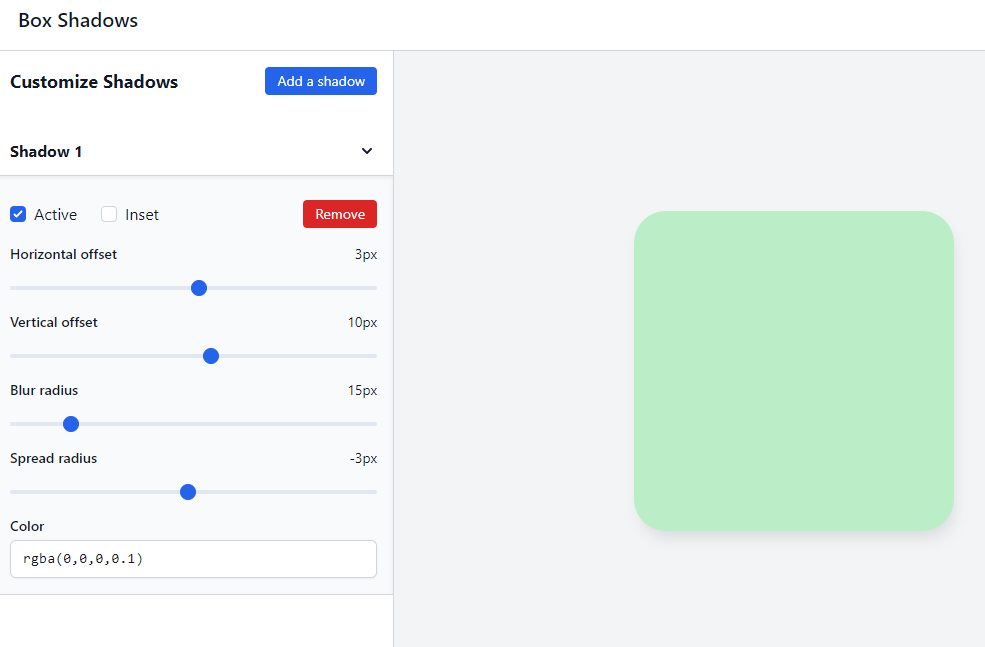 Box Shadows
Customize Shadows
Add a shadow
Shadow 1
Active
Inset
Remove
Horizontal offset
3px
Vertical offset
10px
Blur radius
15px
Spread radius
-3px
Color
rgba(0,0,0,0.1)